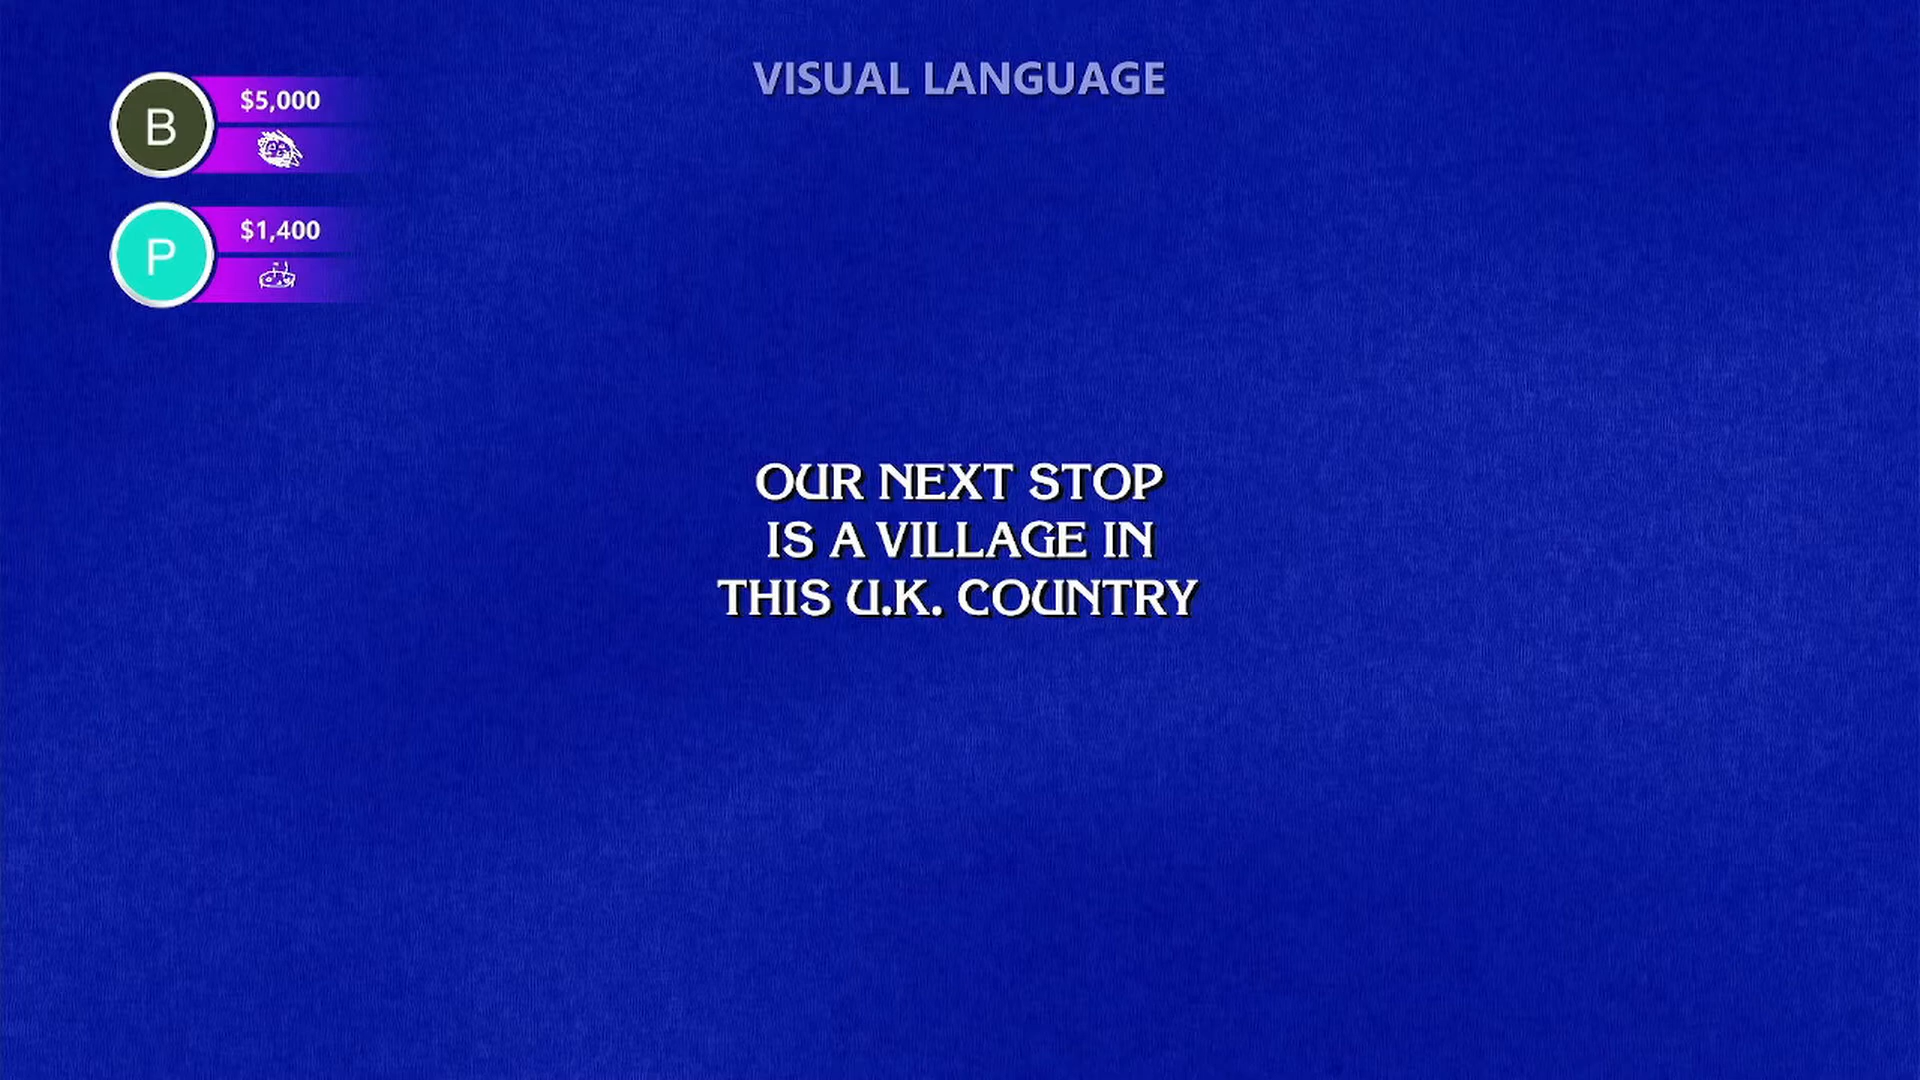 VISUAL LANGUAGE
B
$5,000
P
$1,400
OUR NEXT STOP
IS A VILLAGE IN
THIS U.K. COUNTRY